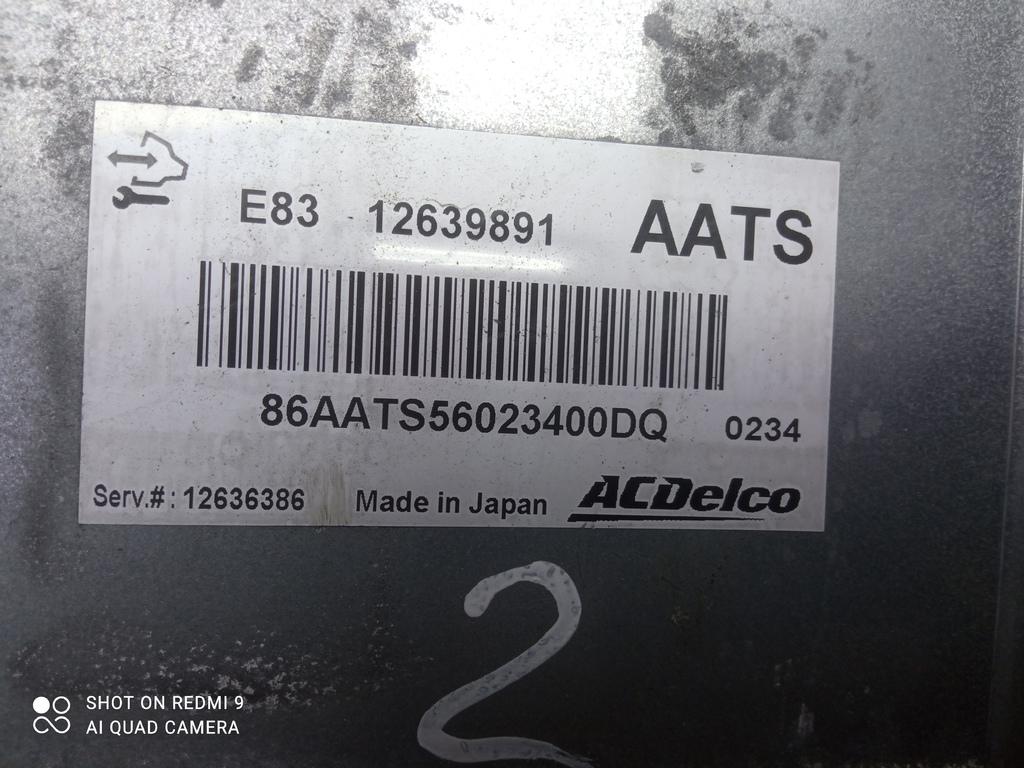 E83 12639891 AATS
86AATS56023400DQ 0234
Serv.#: 12636386 Made in Japan ACDelco
2
SHOT ON REDMI 9
AI QUAD CAMERA